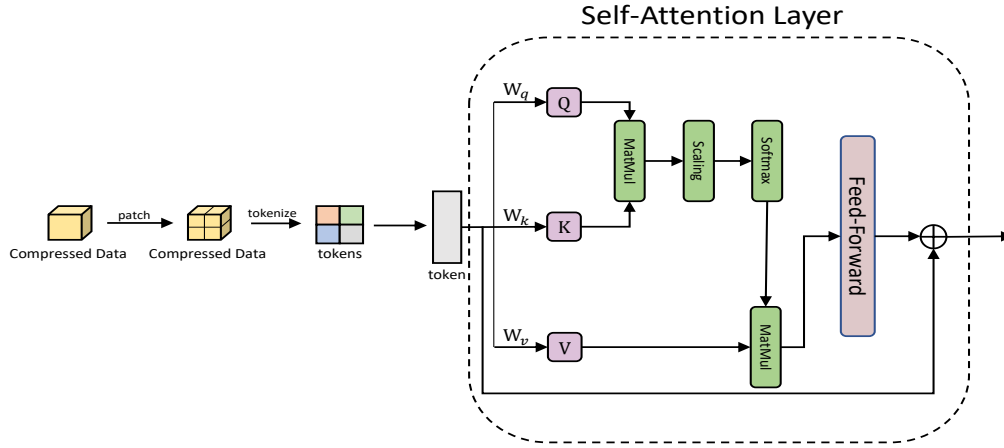 Self-Attention Layer
W_q
Q
MatMul
Scaling
Softmax
Feed-Forward
patch
tokenize
W_k
K
Compressed Data
Compressed Data
tokens
token
W_v
V
MatMul